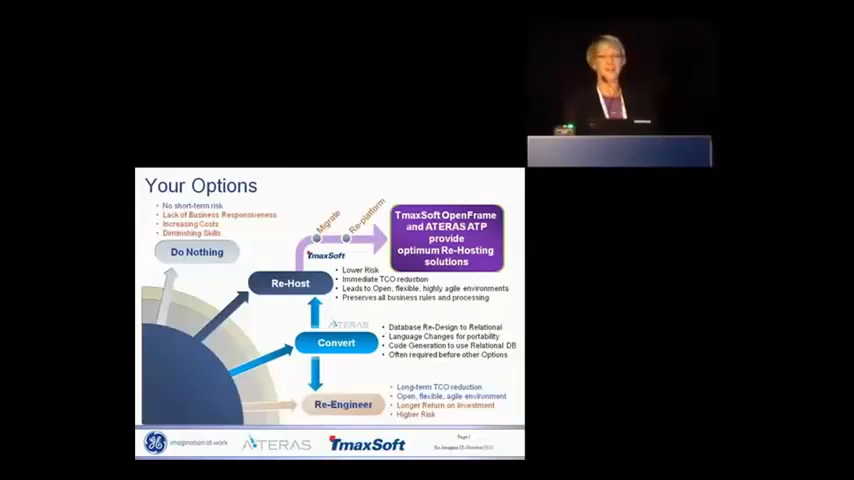 Your Options
• No short-term risk
• Lack of Business Responsiveness
• Increasing Costs
• Diminishing Skills
Do Nothing
Migrate
Re-platform
TmaxSoft OpenFrame
and ATERAS ATP
provide
optimum Re-Hosting
solutions
TmaxSoft
Re-Host
• Lower Risk
• Immediate TCO reduction
• Leads to Open, flexible, highly agile environments
• Preserves all business rules and processing
ATERAS
Convert
• Database Re-Design to Relational
• Language Changes for portability
• Code Generation to use Relational DB
• Often required before other Options
Re-Engineer
• Long-term TCO reduction
• Open, flexible, agile environment
• Longer Return on Investment
• Higher Risk
imagination at work
ATERAS
TmaxSoft
Page